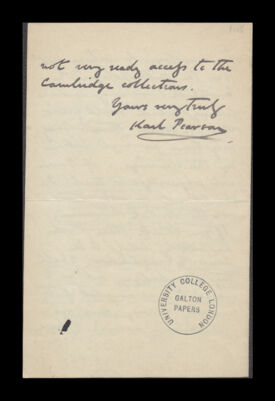 not very ready access to the
Cambridge collections.
Yours very truly
Karl Pearson
UNIVERSITY COLLEGE LONDON
GALTON
PAPERS